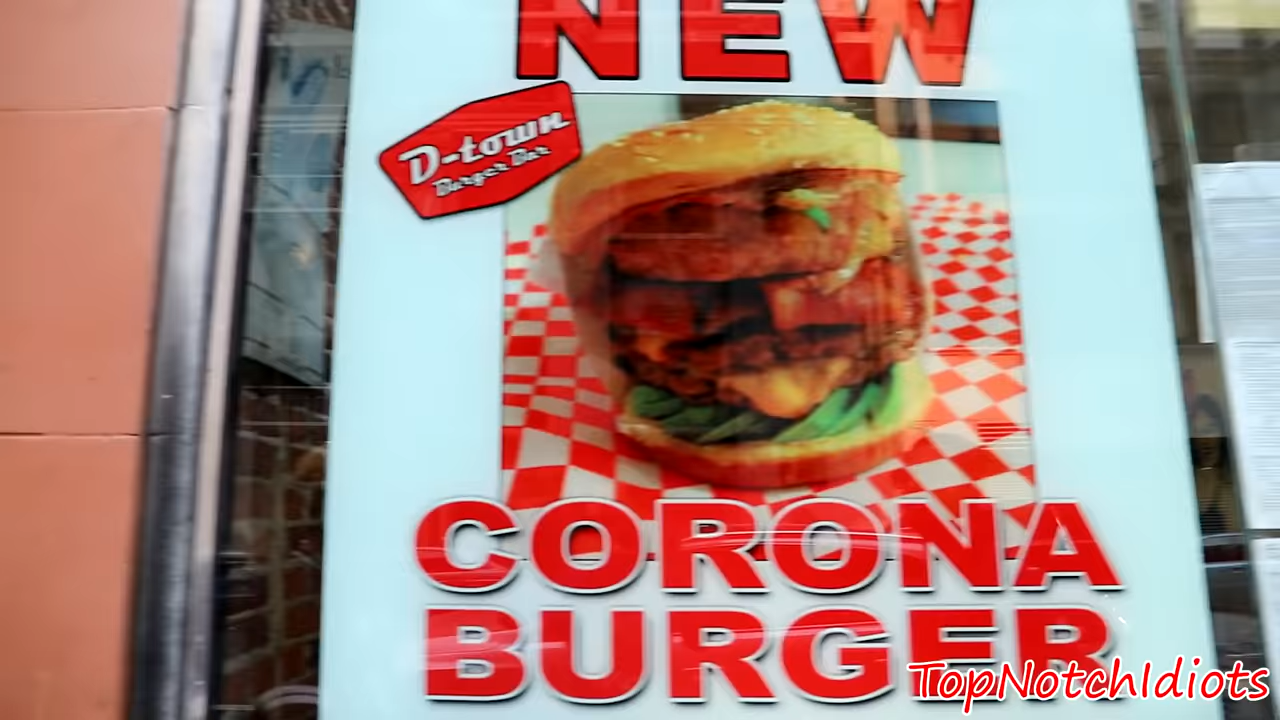 NEW
D-town
Burger Bar
CORONA
BURGER
TopNotchIdiots